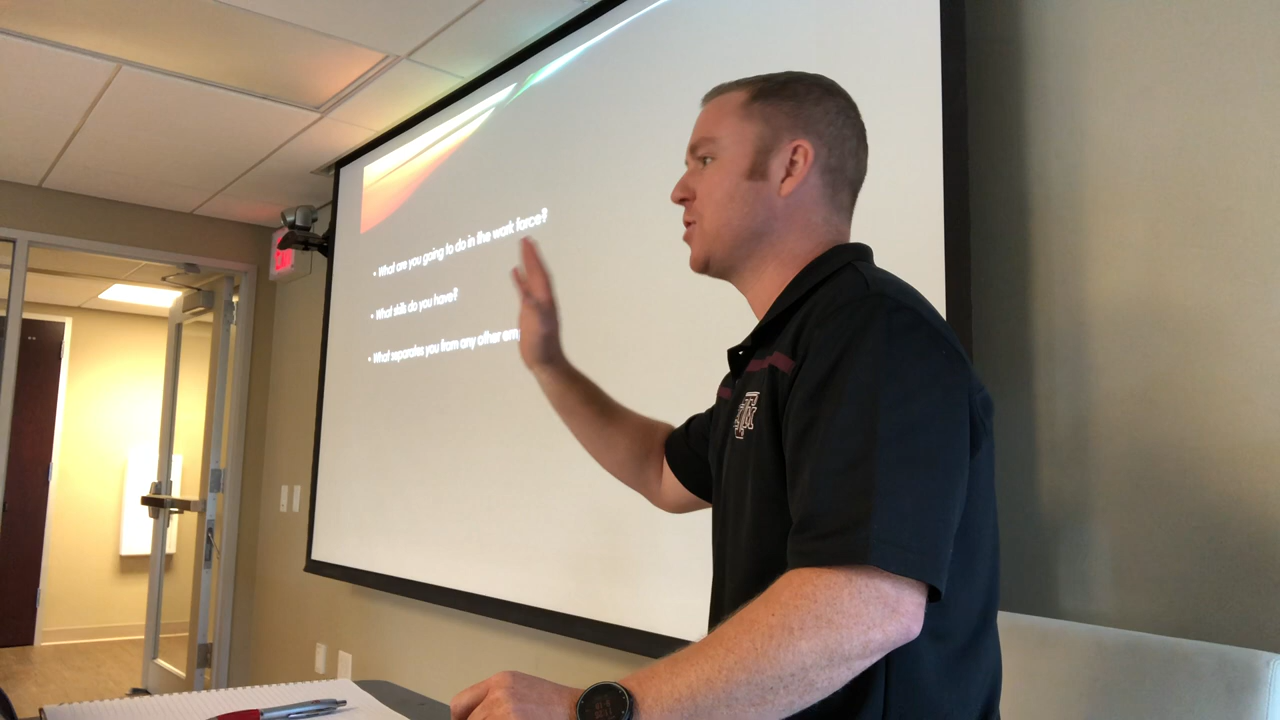 • What are you going to do in the work force?
• What skills do you have?
• What separates you from any other
ATM